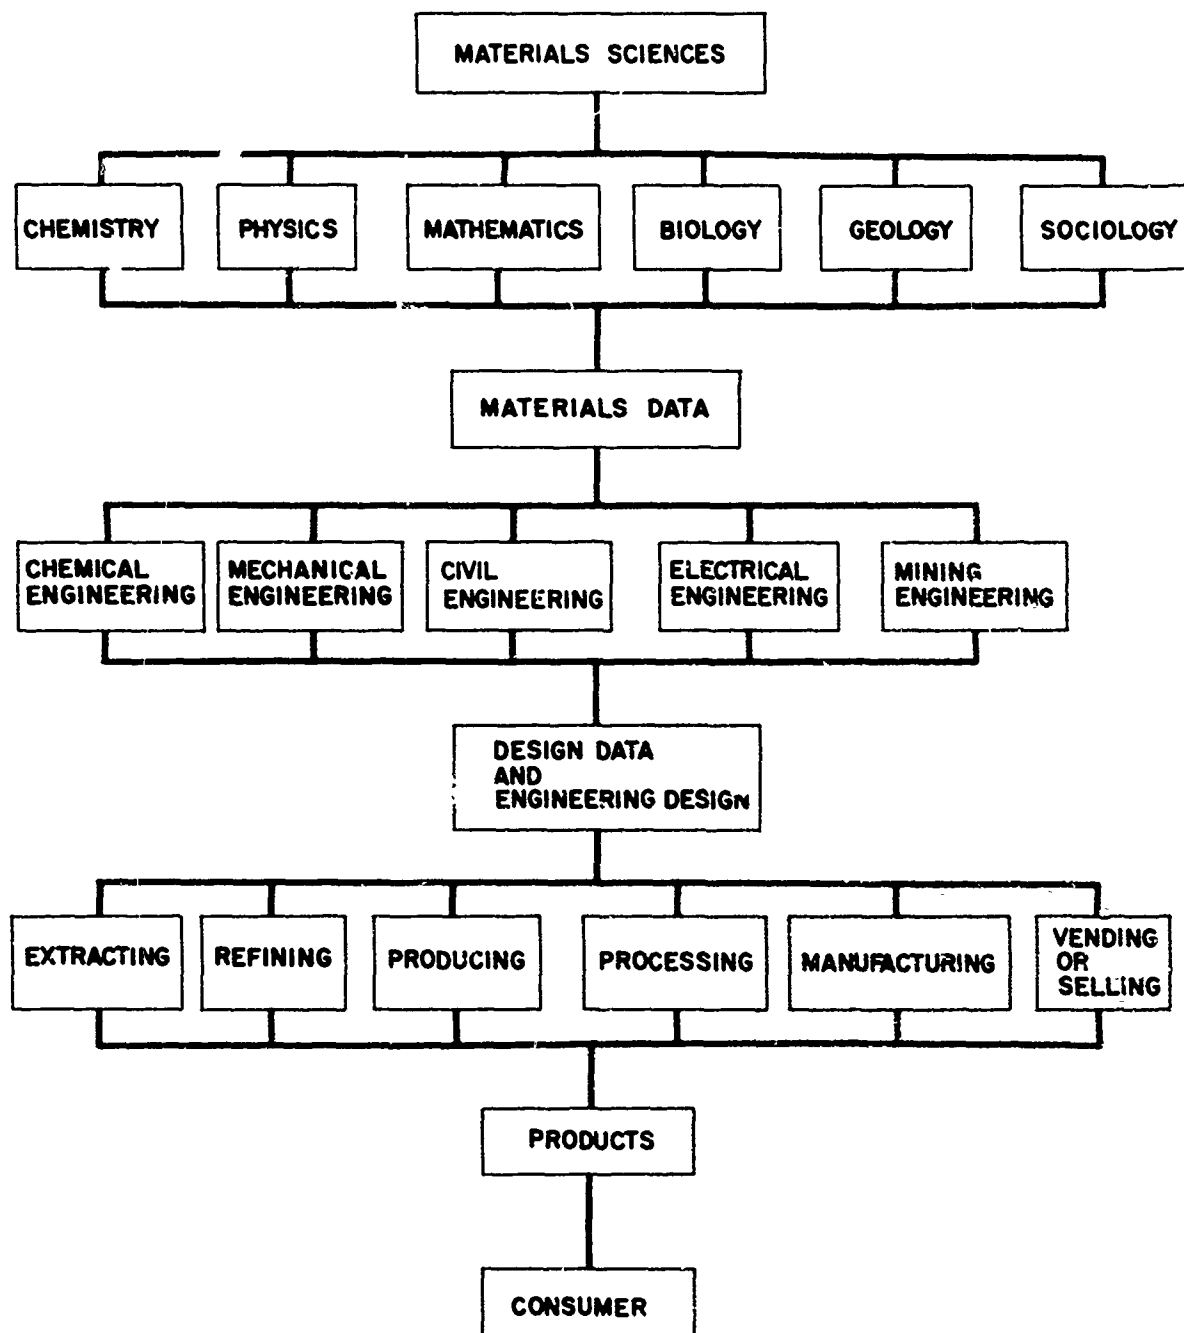 MATERIALS SCIENCES
CHEMISTRY
PHYSICS
MATHEMATICS
BIOLOGY
GEOLOGY
SOCIOLOGY
MATERIALS DATA
CHEMICAL
ENGINEERING
MECHANICAL
ENGINEERING
CIVIL
ENGINEERING
ELECTRICAL
ENGINEERING
MINING
ENGINEERING
DESIGN DATA
AND
ENGINEERING DESIGN
EXTRACTING
REFINING
PRODUCING
PROCESSING
MANUFACTURING
VENDING
OR
SELLING
PRODUCTS
CONSUMER